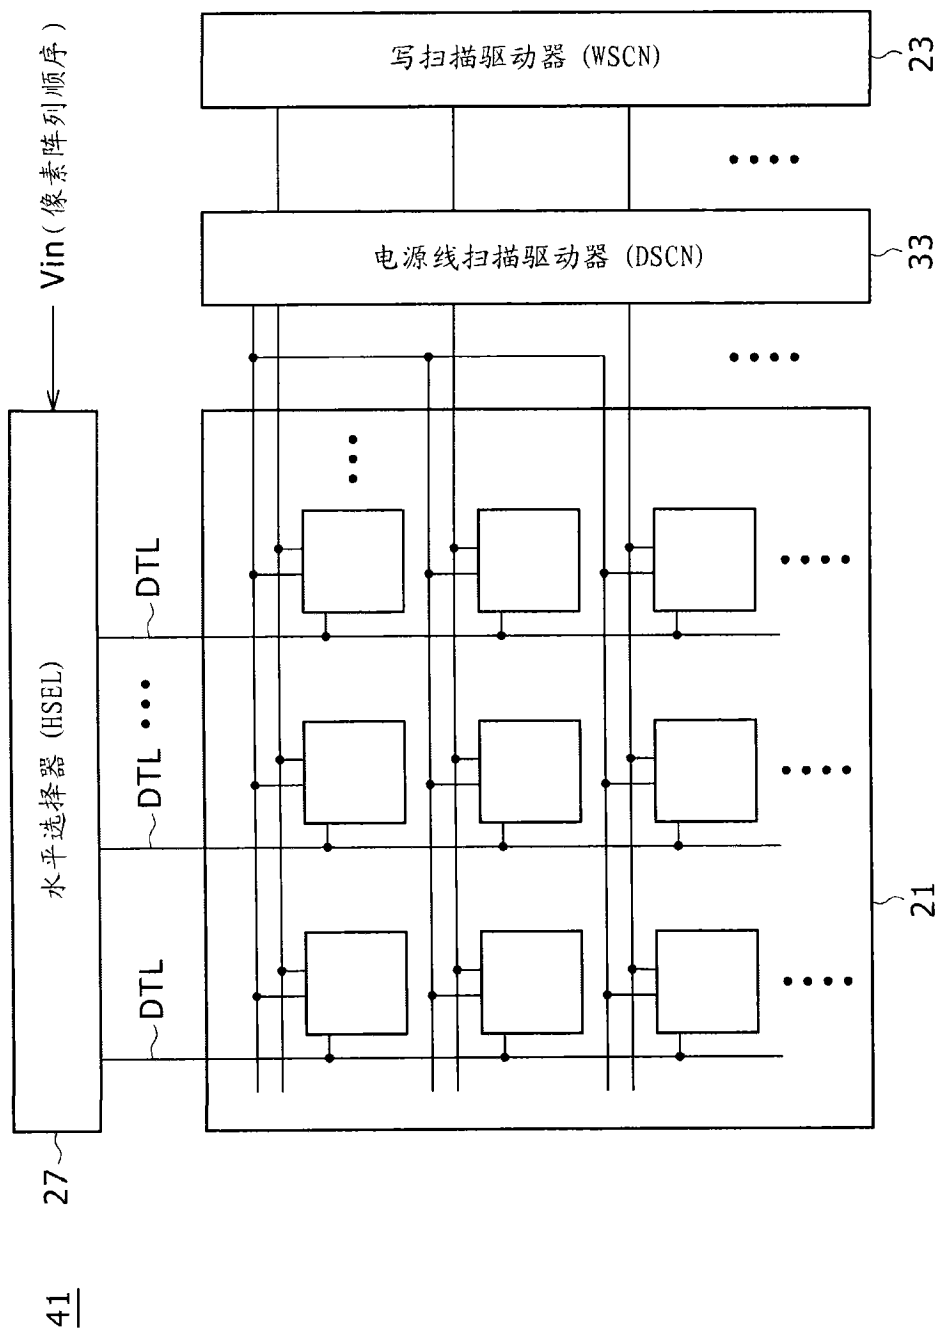 写扫描驱动器 (WSCN)
23
电源线扫描驱动器 (DSCN)
33
Vin (像素阵列顺序)
水平选择器 (HSEL)
27
DTL
DTL
DTL
21
41